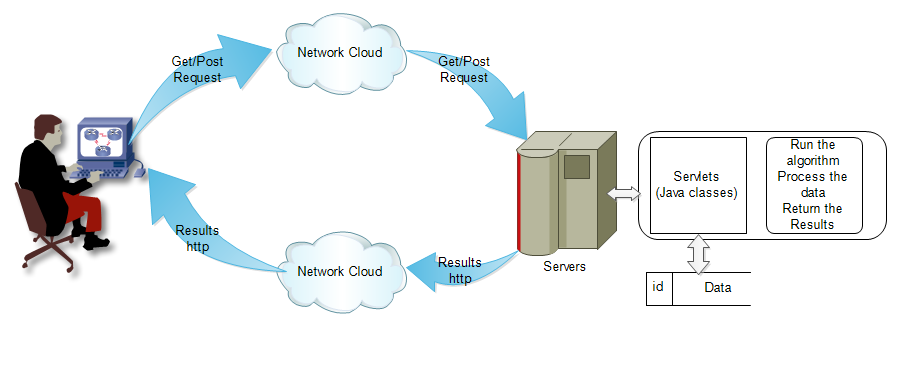 Network Cloud
Get/Post
Request
Get/Post
Request
Servlets
(Java classes)
Run the
algorithm
Process the
data
Return the
Results
Results
http
Network Cloud
Results
http
Servers
id
Data